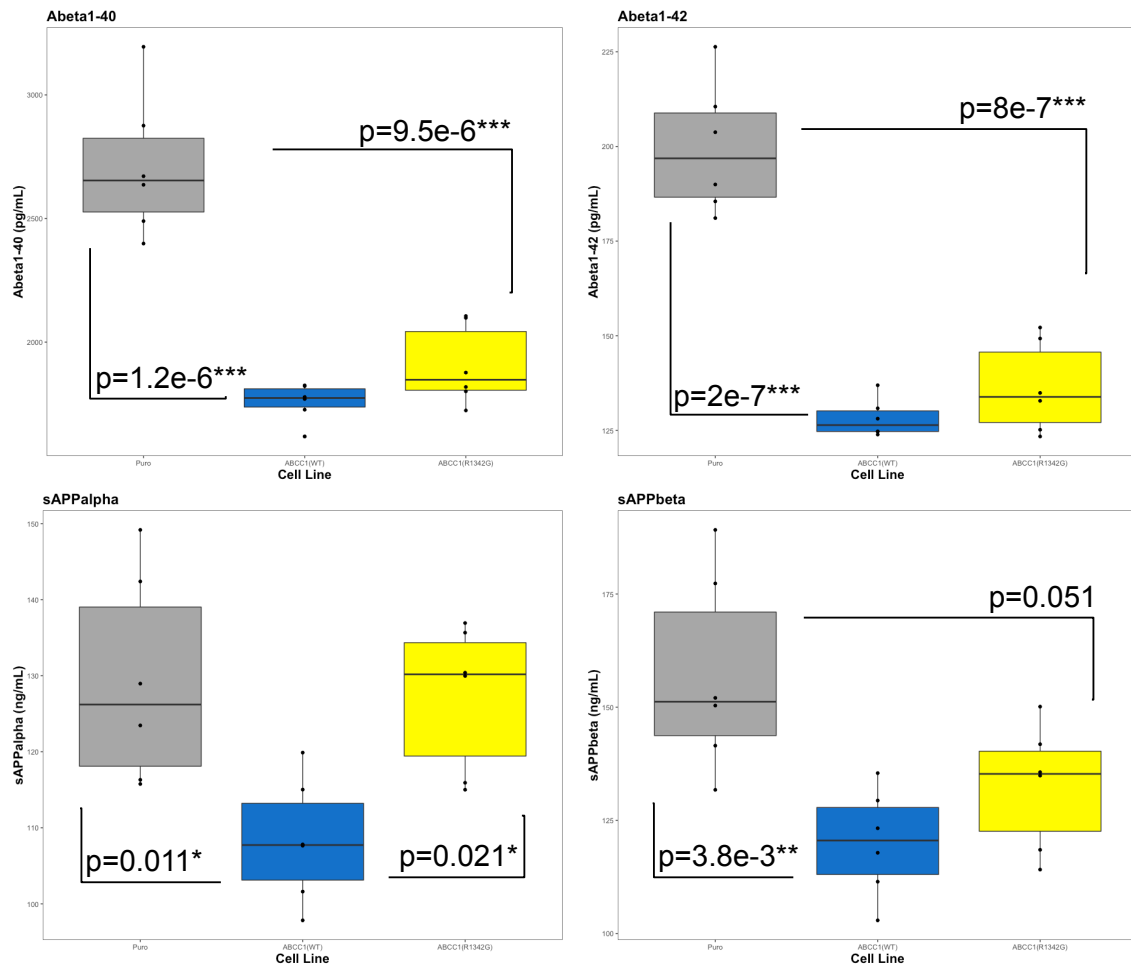 Abeta1-40
Abeta1-40 (pg/mL)
3000
2500
2000
p=9.5e-6***
p=1.2e-6***
Puro
ABCC1(WT)
ABCC1(R1342G)
Cell Line
Abeta1-42
Abeta1-42 (pg/mL)
225
200
175
150
125
p=8e-7***
p=2e-7***
Puro
ABCC1(WT)
ABCC1(R1342G)
Cell Line
sAPPalpha
sAPPalpha (ng/mL)
150
140
130
120
110
100
p=0.011*
p=0.021*
Puro
ABCC1(WT)
ABCC1(R1342G)
Cell Line
sAPPbeta
sAPPbeta (ng/mL)
175
150
125
100
p=0.051
p=3.8e-3**
Puro
ABCC1(WT)
ABCC1(R1342G)
Cell Line